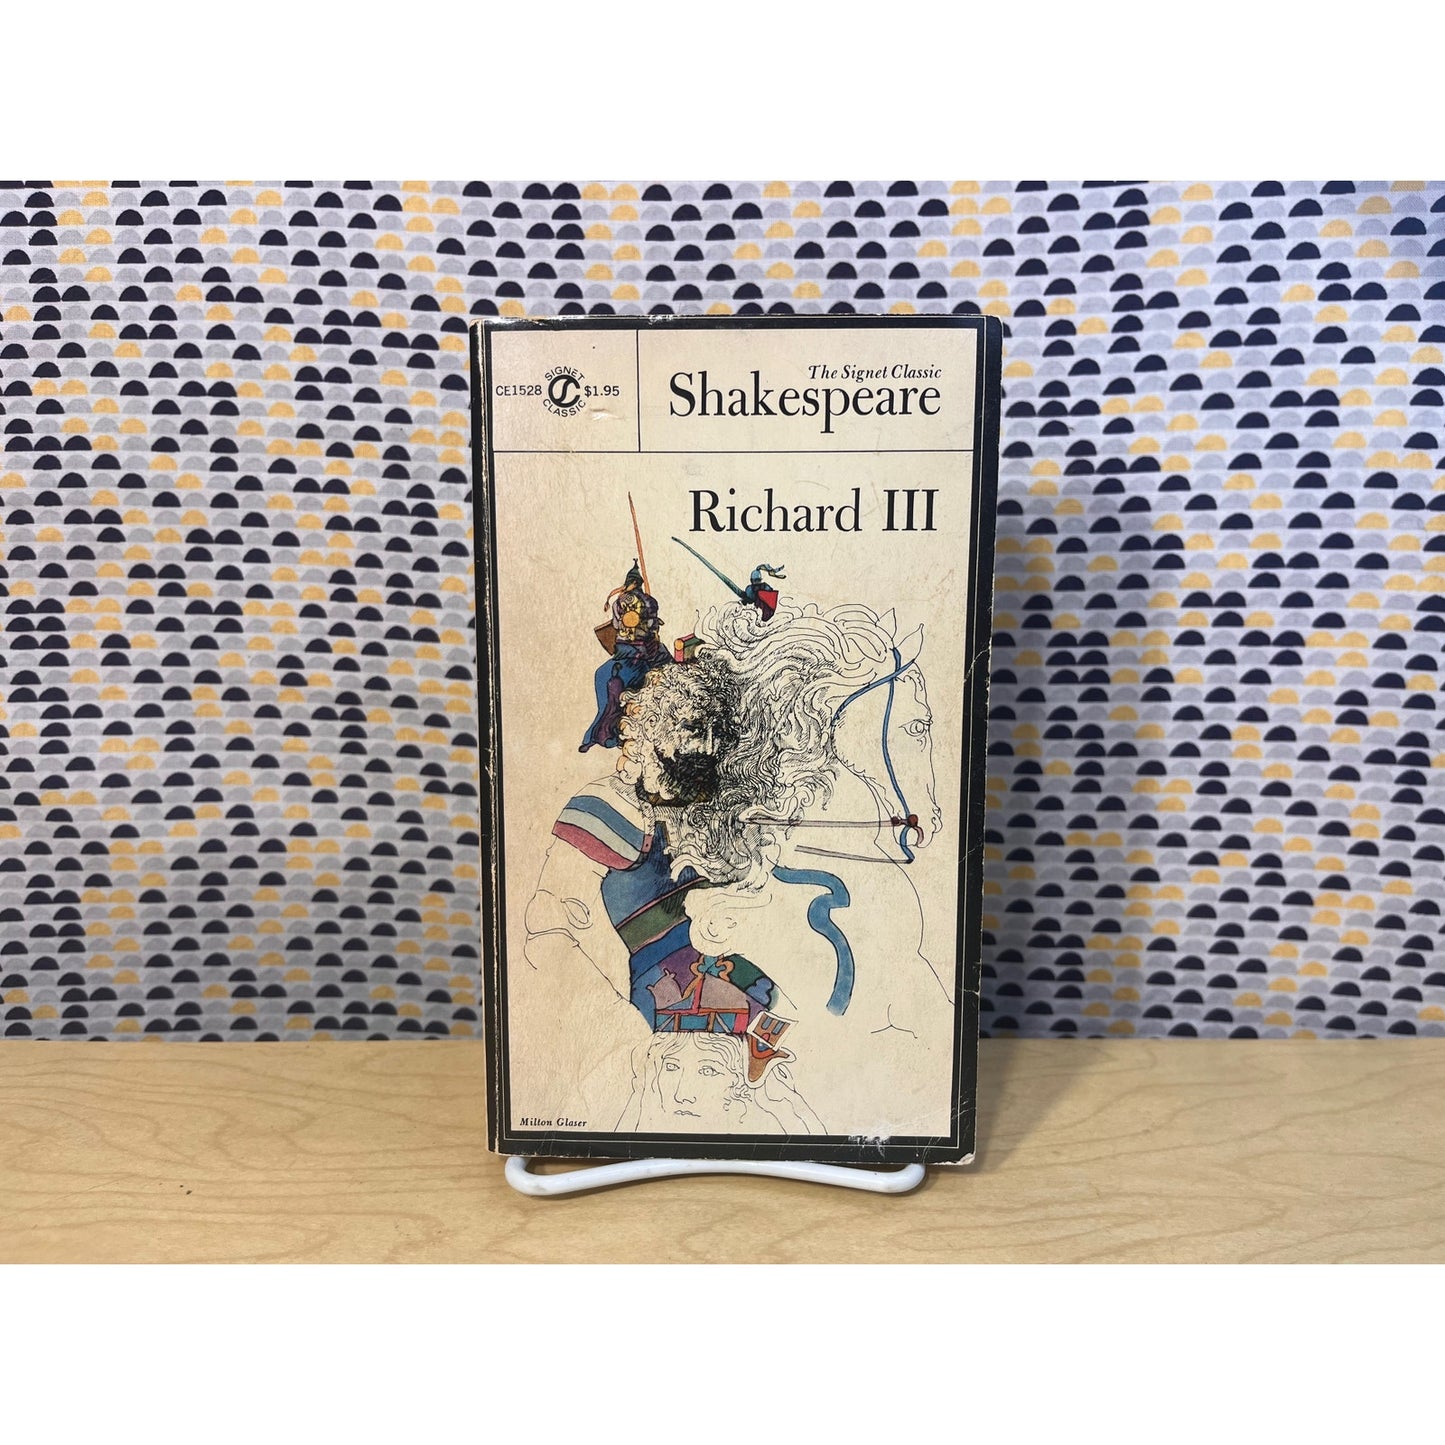 CE1528
SIGNET
CLASSIC
$1.95
The Signet Classic
Shakespeare
Richard III
Milton Glaser